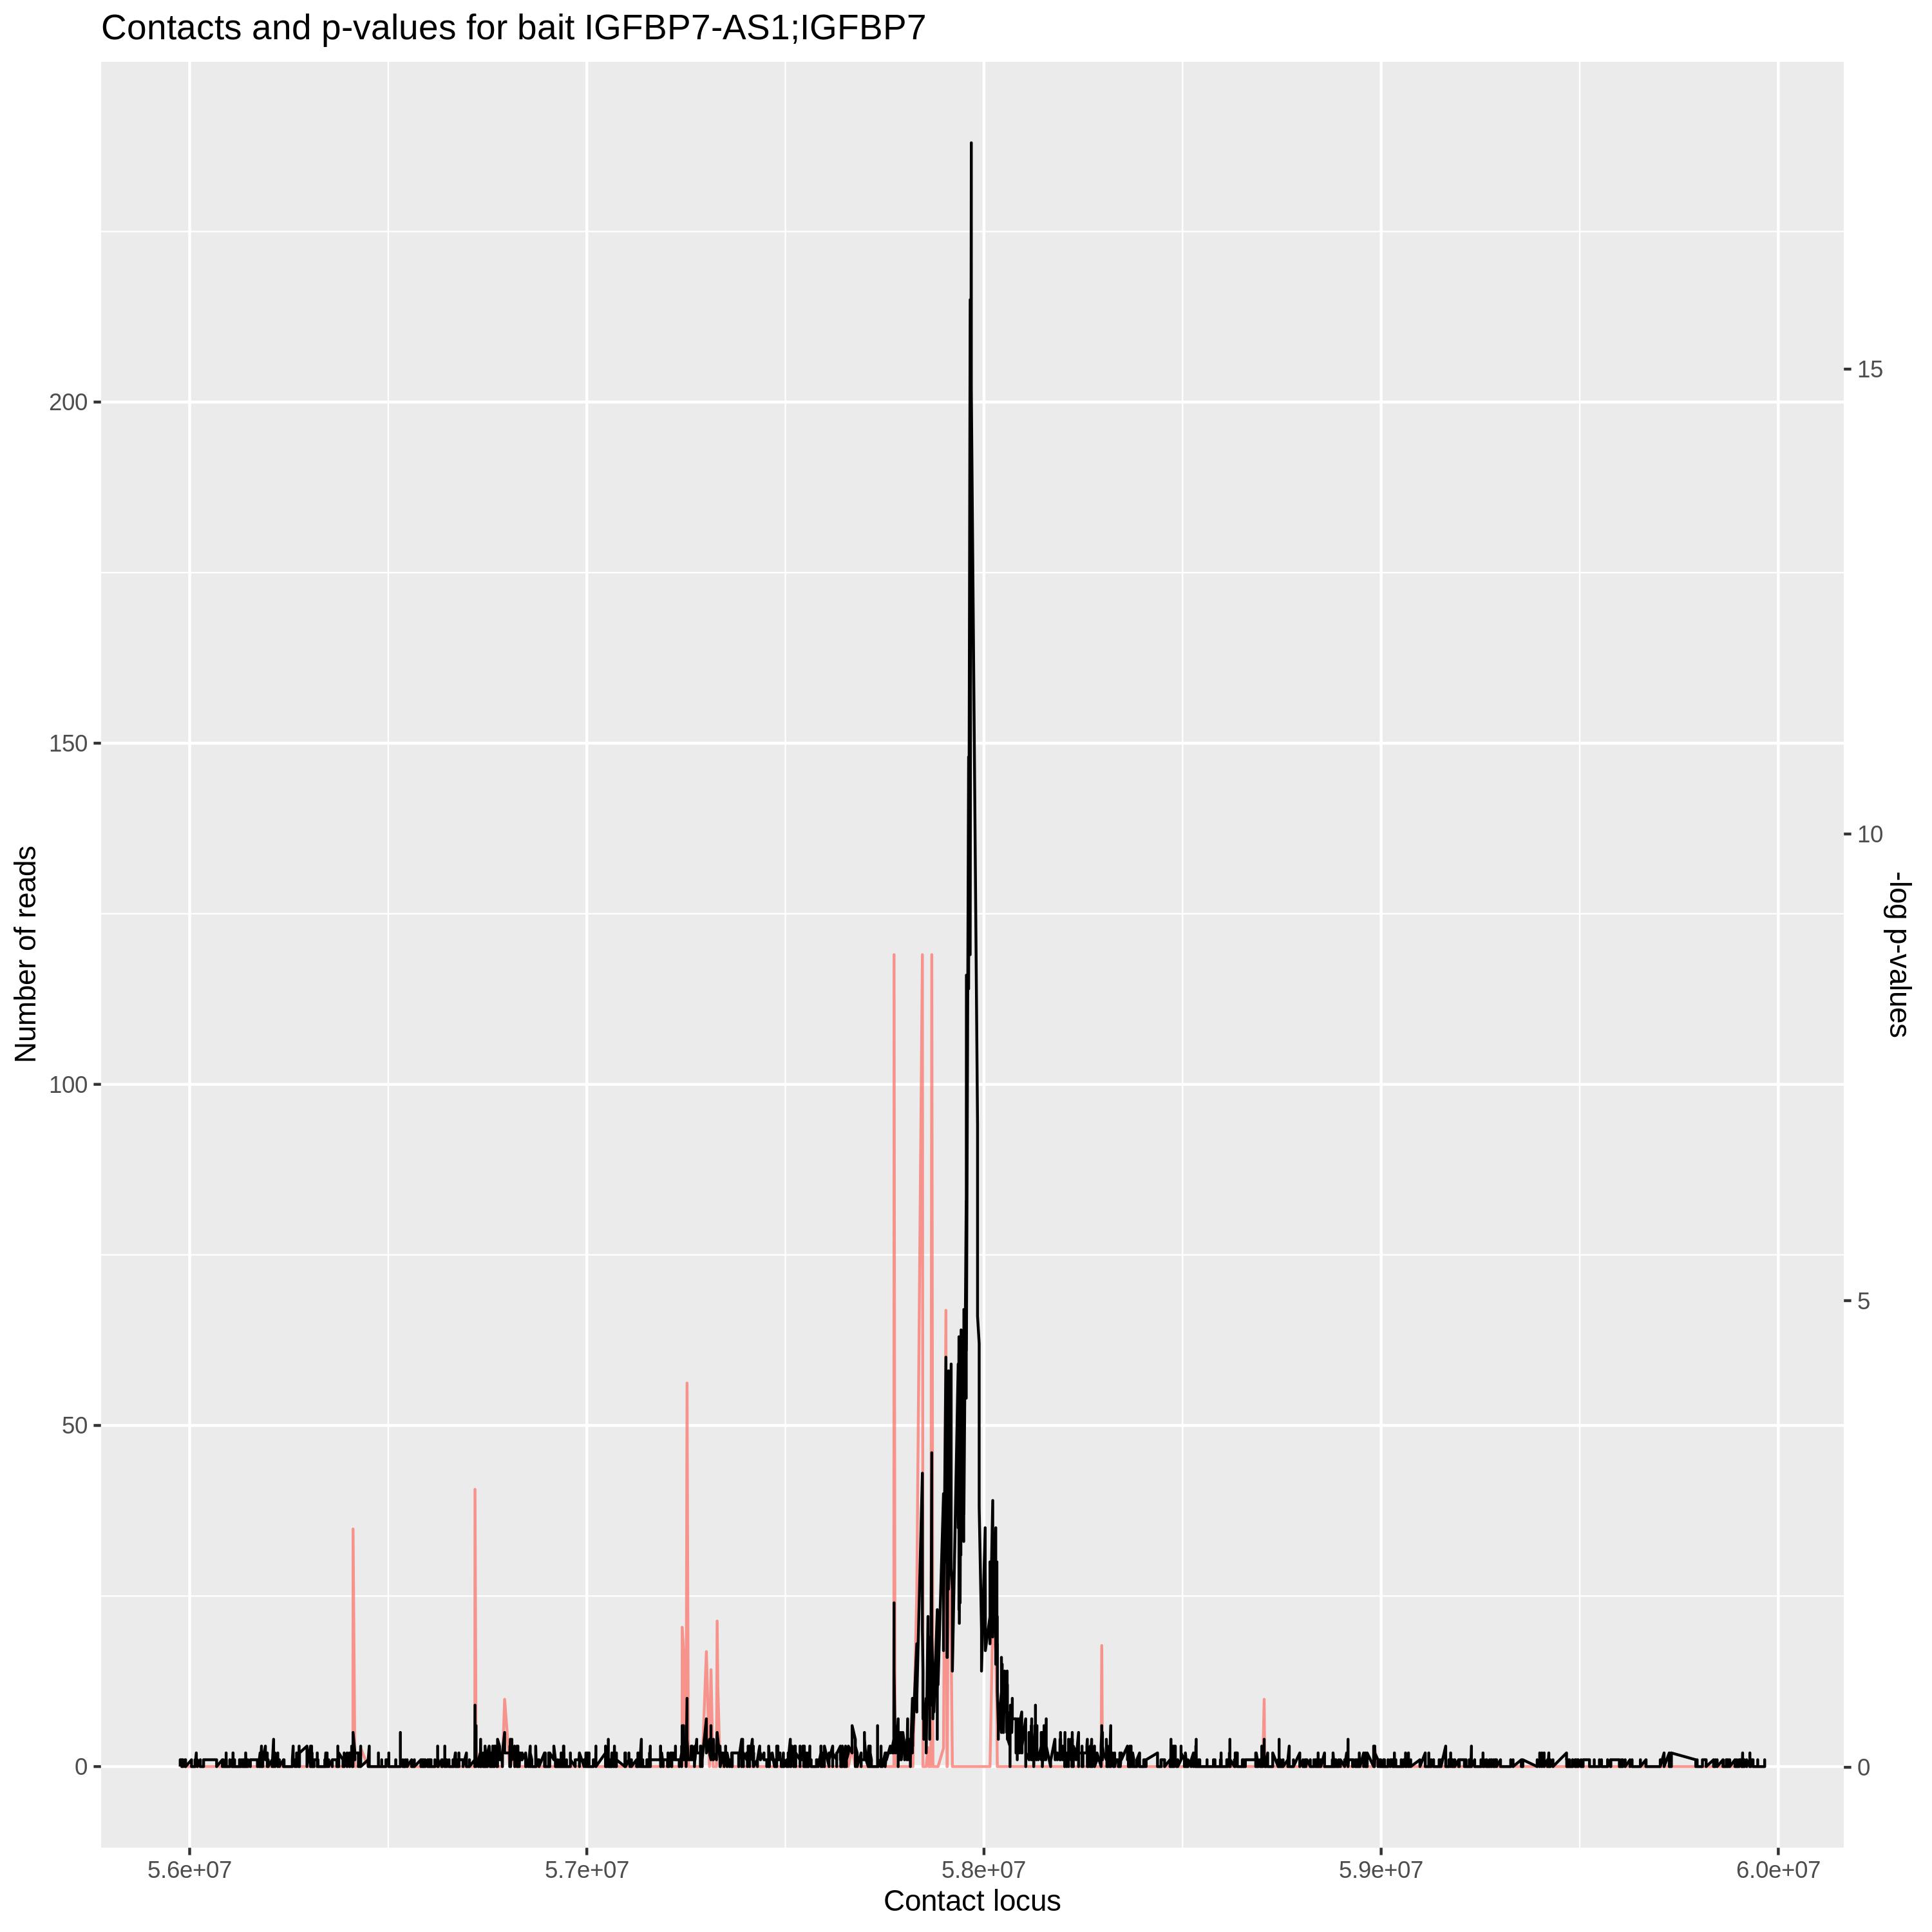 Contacts and p-values for bait IGFBP7-AS1;IGFBP7
Number of reads
200
150
100
50
0
15
10
5
0
-log p-values
5.6e+07
5.7e+07
5.8e+07
5.9e+07
6.0e+07
Contact locus